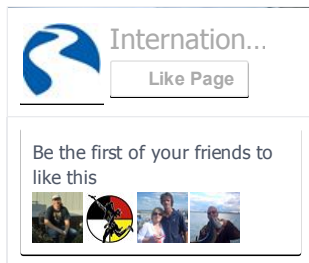 Internation...
Like Page
Be the first of your friends to
like this